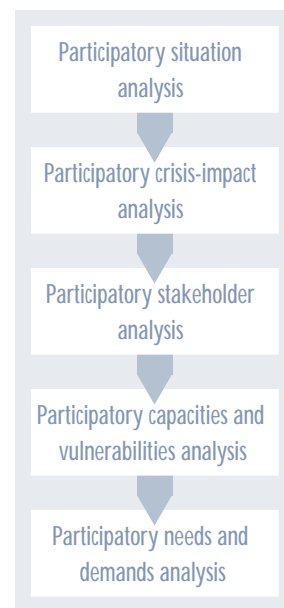 Participatory situation
analysis
Participatory crisis-impact
analysis
Participatory stakeholder
analysis
Participatory capacities and
vulnerabilities analysis
Participatory needs and
demands analysis